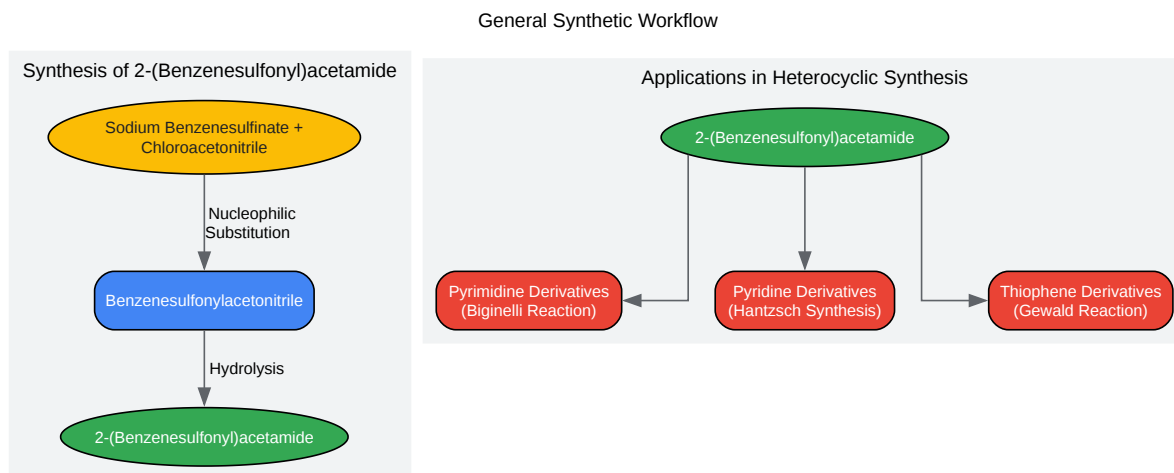 General Synthetic Workflow
Synthesis of 2-(Benzenesulfonyl)acetamide
Sodium Benzenesulfinate +
Chloroacetonitrile
Nucleophilic
Substitution
Benzenesulfonylacetonitrile
Hydrolysis
2-(Benzenesulfonyl)acetamide
Applications in Heterocyclic Synthesis
2-(Benzenesulfonyl)acetamide
Pyrimidine Derivatives
(Biginelli Reaction)
Pyridine Derivatives
(Hantzsch Synthesis)
Thiophene Derivatives
(Gewald Reaction)